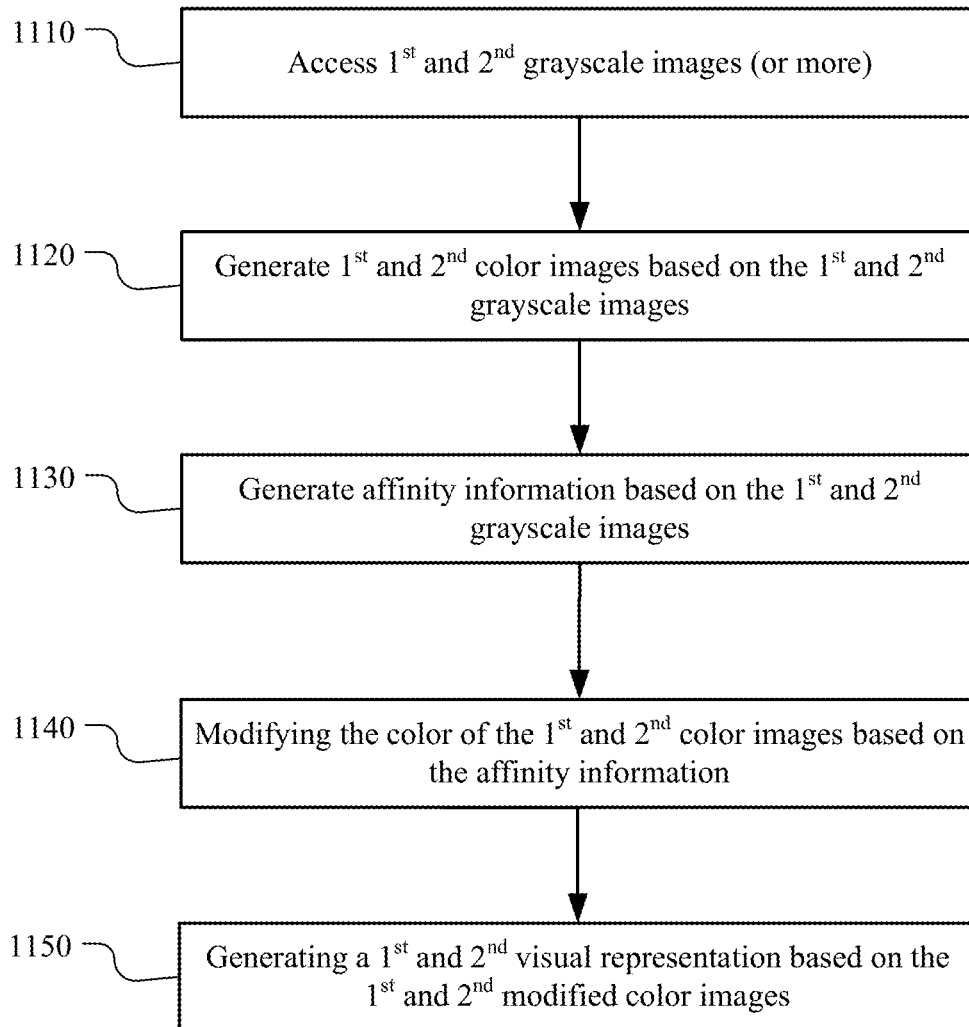 1110
Access 1st and 2nd grayscale images (or more)
1120
Generate 1st and 2nd color images based on the 1st and 2nd
grayscale images
1130
Generate affinity information based on the 1st and 2nd
grayscale images
1140
Modifying the color of the 1st and 2nd color images based on
the affinity information
1150
Generating a 1st and 2nd visual representation based on the
1st and 2nd modified color images